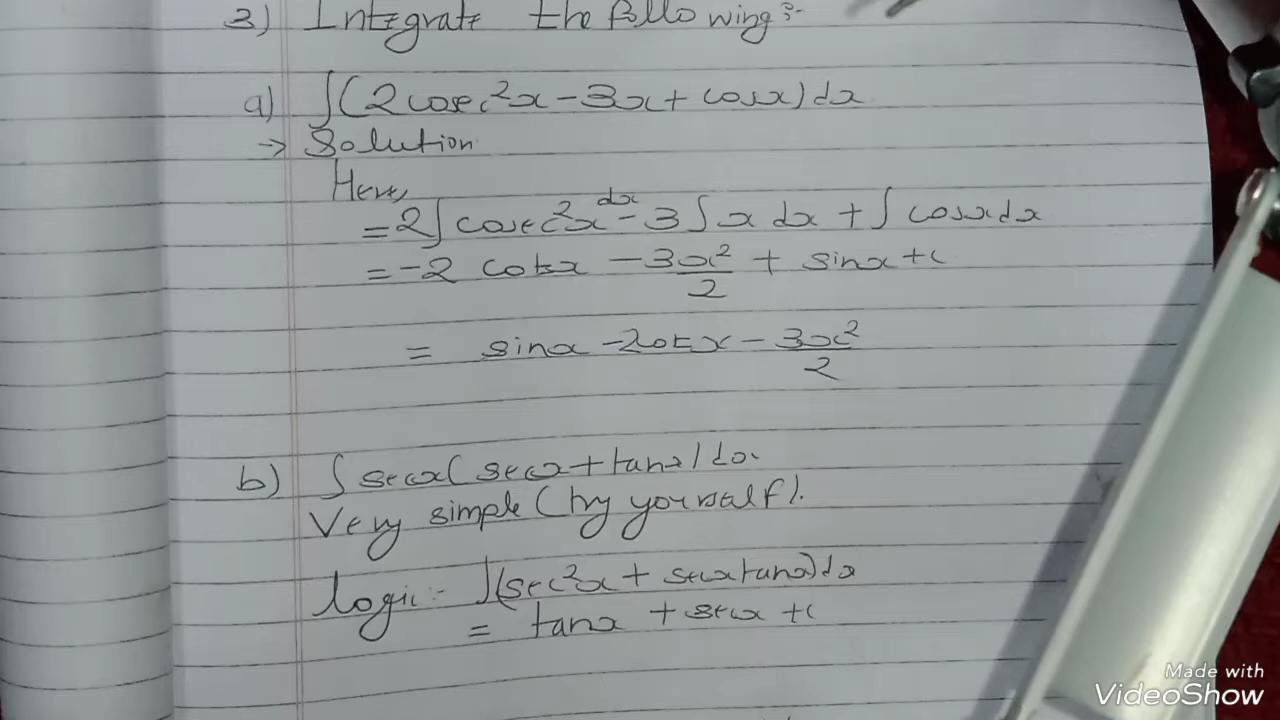 3) Integrate the following:-
a) ∫(2cosec²x - 3x + cosx)dx
→ Solution
Here,
= 2∫cosec²x dx - 3∫x dx + ∫cosx dx
= -2 cotx - 3x²/2 + sinx + c
= sinx - 2cotx - 3x²/2
b) ∫secx(secx + tanx)dx.
Very simple (try yourself).
Logic:- ∫(sec²x + secxtanx)dx
= tanx + secx + c
Made with
VideoShow